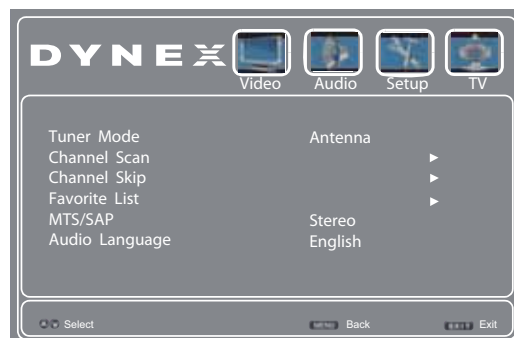 DYNEX
Video Audio Setup TV
Tuner Mode Antenna
Channel Scan ►
Channel Skip ►
Favorite List ►
MTS/SAP Stereo
Audio Language English
Select MENU Back EXIT Exit